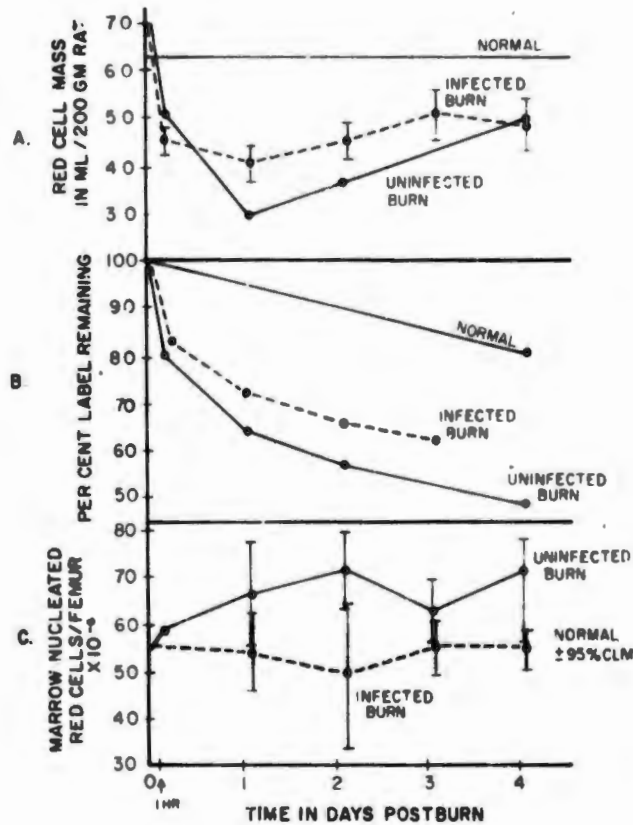 A.
RED CELL MASS
IN ML/200 GM RAT
70
60
50
40
30
NORMAL
INFECTED
BURN
UNINFECTED
BURN
B
PER CENT LABEL REMAINING
100
90
80
70
60
50
NORMAL
INFECTED
BURN
UNINFECTED
BURN
C.
MARROW NUCLEATED
RED CELLS/FEMUR
X10⁻⁶
80
70
60
50
40
30
UNINFECTED
BURN
NORMAL
±95% CLM
INFECTED
BURN
0 1 2 3 4
1 HR
TIME IN DAYS POSTBURN